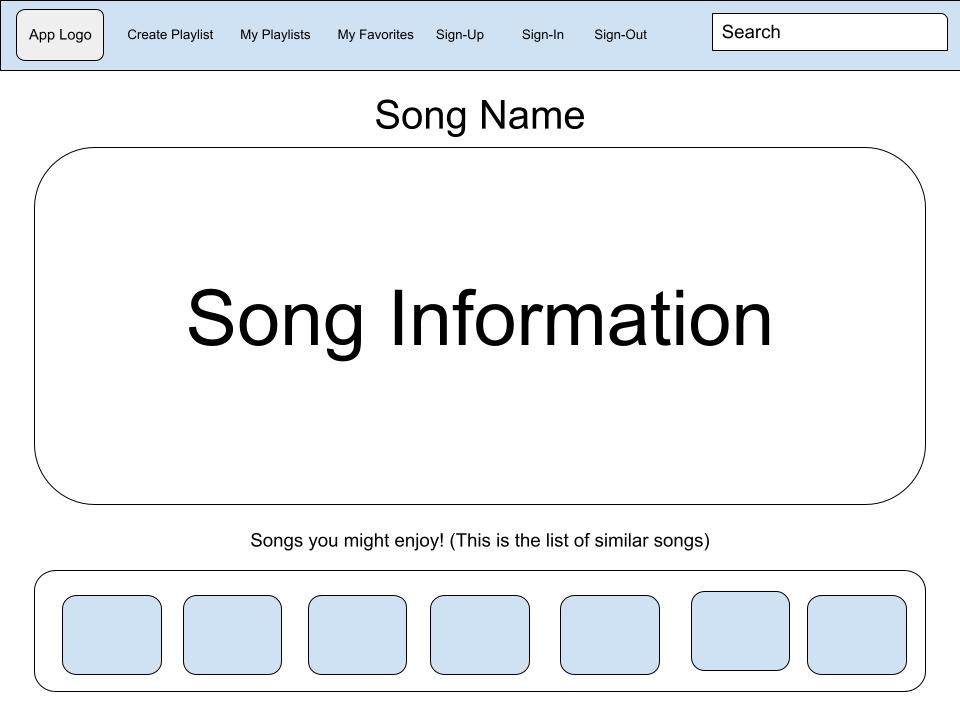 App Logo
Create Playlist
My Playlists
My Favorites
Sign-Up
Sign-In
Sign-Out
Search
Song Name
Song Information
Songs you might enjoy! (This is the list of similar songs)